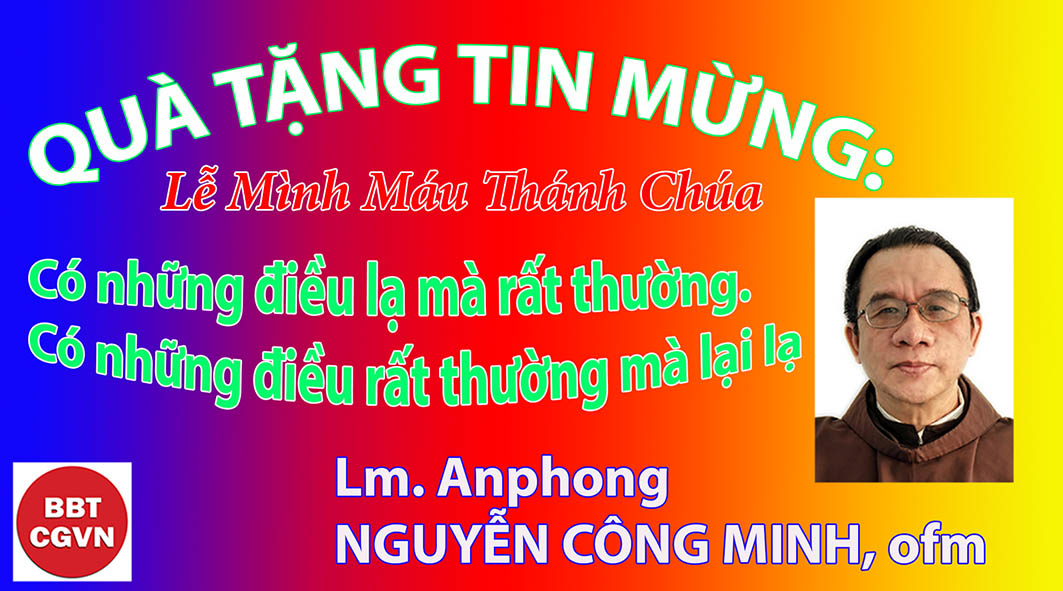 QUÀ TẶNG TIN MỪNG:
Lễ Mình Máu Thánh Chúa
Có những điều lạ mà rất thường.
Có những điều rất thường mà lại lạ
Lm. Anphong
NGUYỄN CÔNG MINH, ofm
BBT
CGVN